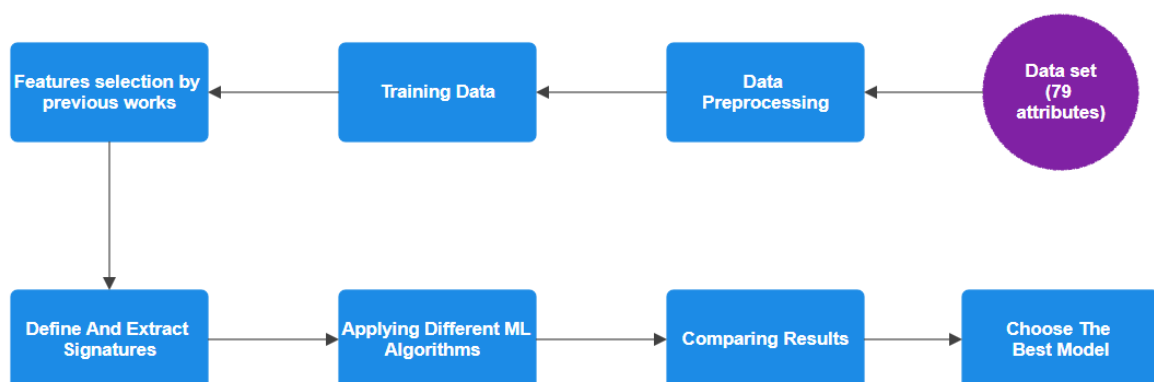 Features selection by
previous works
Training Data
Data
Preprocessing
Data set
(79
attributes)
Define And Extract
Signatures
Applying Different ML
Algorithms
Comparing Results
Choose The
Best Model